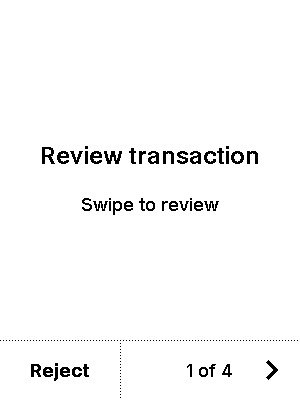 Review transaction
Swipe to review
Reject
1 of 4